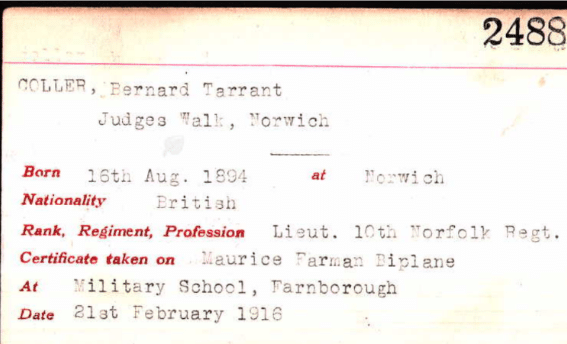 2488
COLLER, Bernard Tarrant
Judges Walk, Norwich
Born 16th Aug. 1894 at Norwich
Nationality British
Rank, Regiment, Profession Lieut. 10th Norfolk Regt.
Certificate taken on Maurice Farman Biplane
At Military School, Farnborough
Date 21st February 1916